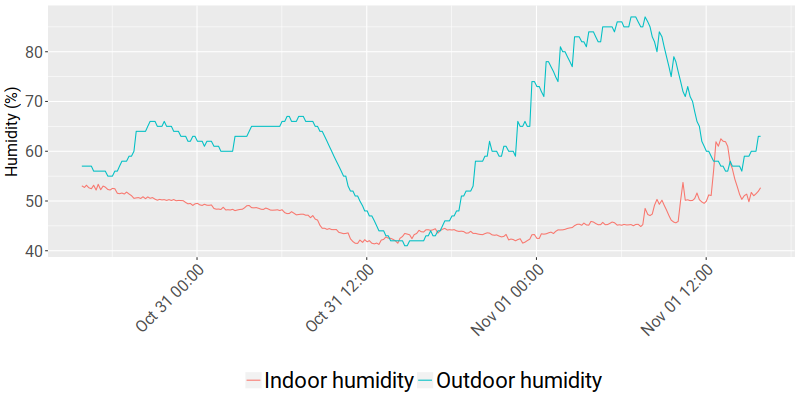 Humidity (%)
80
70
60
50
40
Oct 31 00:00
Oct 31 12:00
Nov 01 00:00
Nov 01 12:00
Indoor humidity Outdoor humidity